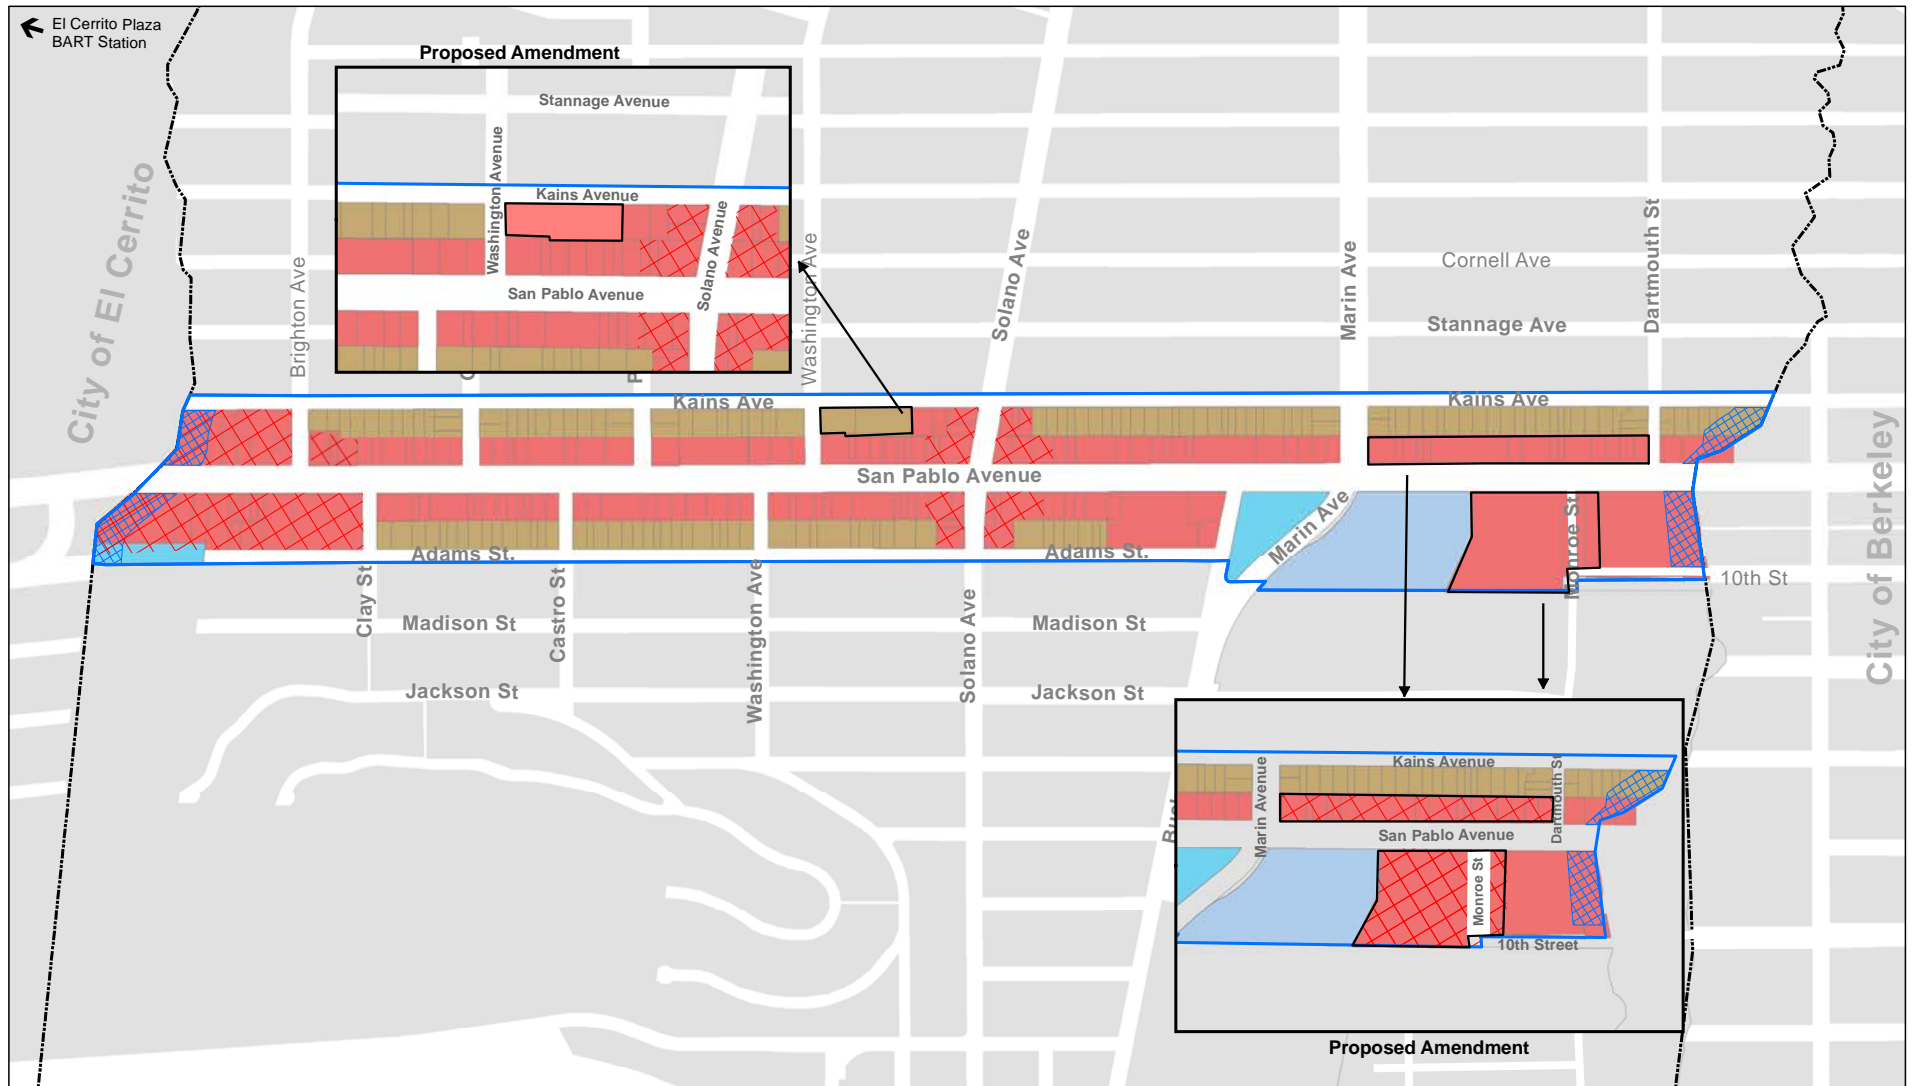 El Cerrito Plaza
BART Station
Proposed Amendment
Stannage Avenue
Washington Avenue
Kains Avenue
Washington Avenue
Solano Avenue
San Pablo Avenue
City of El Cerrito
Brighton Ave
Washington Ave
Solano Ave
Marin Ave
Cornell Ave
Stannage Ave
Dartmouth St
Kains Ave
Kains Ave
San Pablo Avenue
City of Berkeley
Marin Ave
Monroe St
10th St
Adams St.
Adams St.
Clay St
Castro St
Washington Ave
Solano Ave
Madison St
Madison St
Jackson St
Jackson St
Kains Avenue
Marin Avenue
Dartmouth St
San Pablo Avenue
Monroe St
10th Street
Proposed Amendment